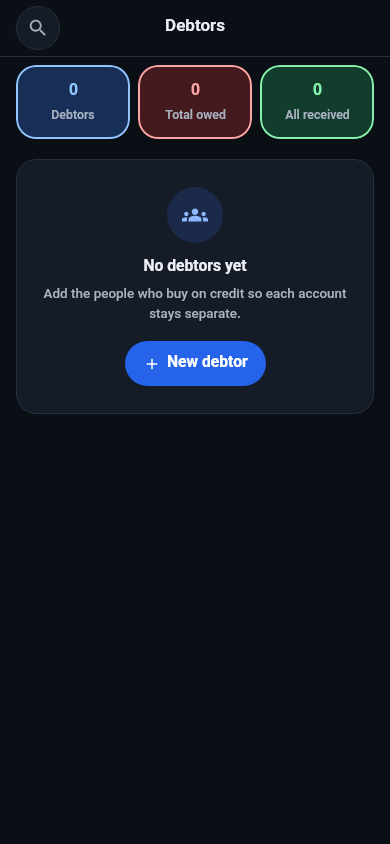 Debtors
0
Debtors
0
Total owed
0
All received
No debtors yet
Add the people who buy on credit so each account
stays separate.
New debtor